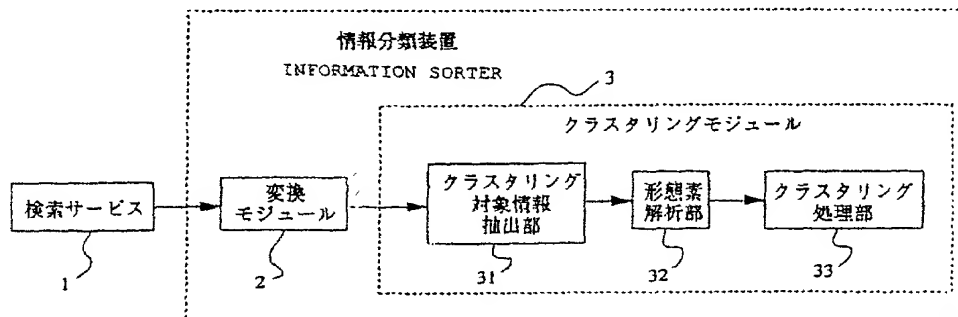 情報分類装置
INFORMATION SORTER
3
クラスタリングモジュール
検索サービス
変換
モジュール
クラスタリング
対象情報
抽出部
形態素
解析部
クラスタリング
処理部
1
2
31
32
33